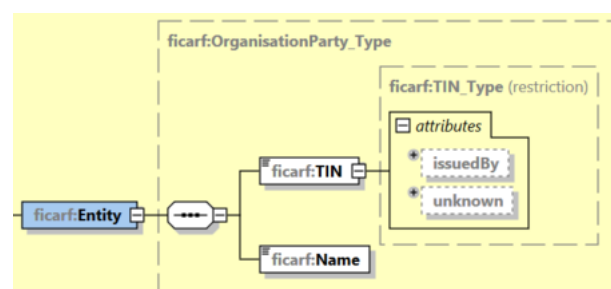 ficarf:OrganisationParty_Type
ficarf:TIN_Type (restriction)
attributes
issuedBy
ficarf:TIN
unknown
ficarf:Entity
ficarf:Name